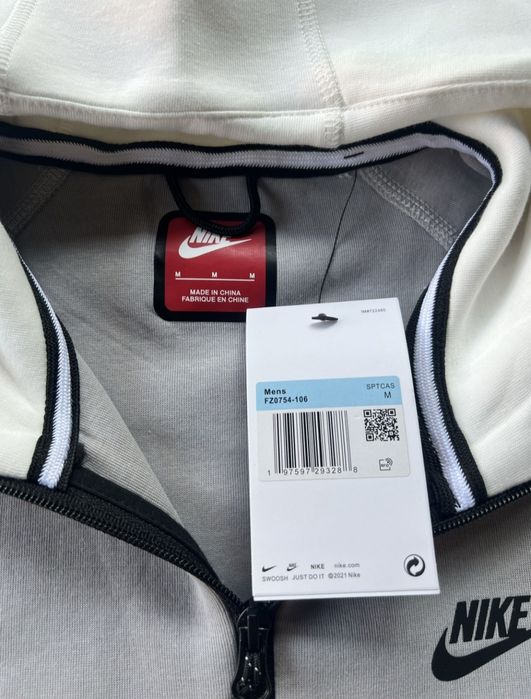 NIKE
M M M
MADE IN CHINA
FABRIQUE EN CHINE
Mens
FZ0754-106
SPTCAS
M
1 97597 29328 8
RFID
NIKE nike.com
SWOOSH JUST DO IT ©2021 Nike
NIKE